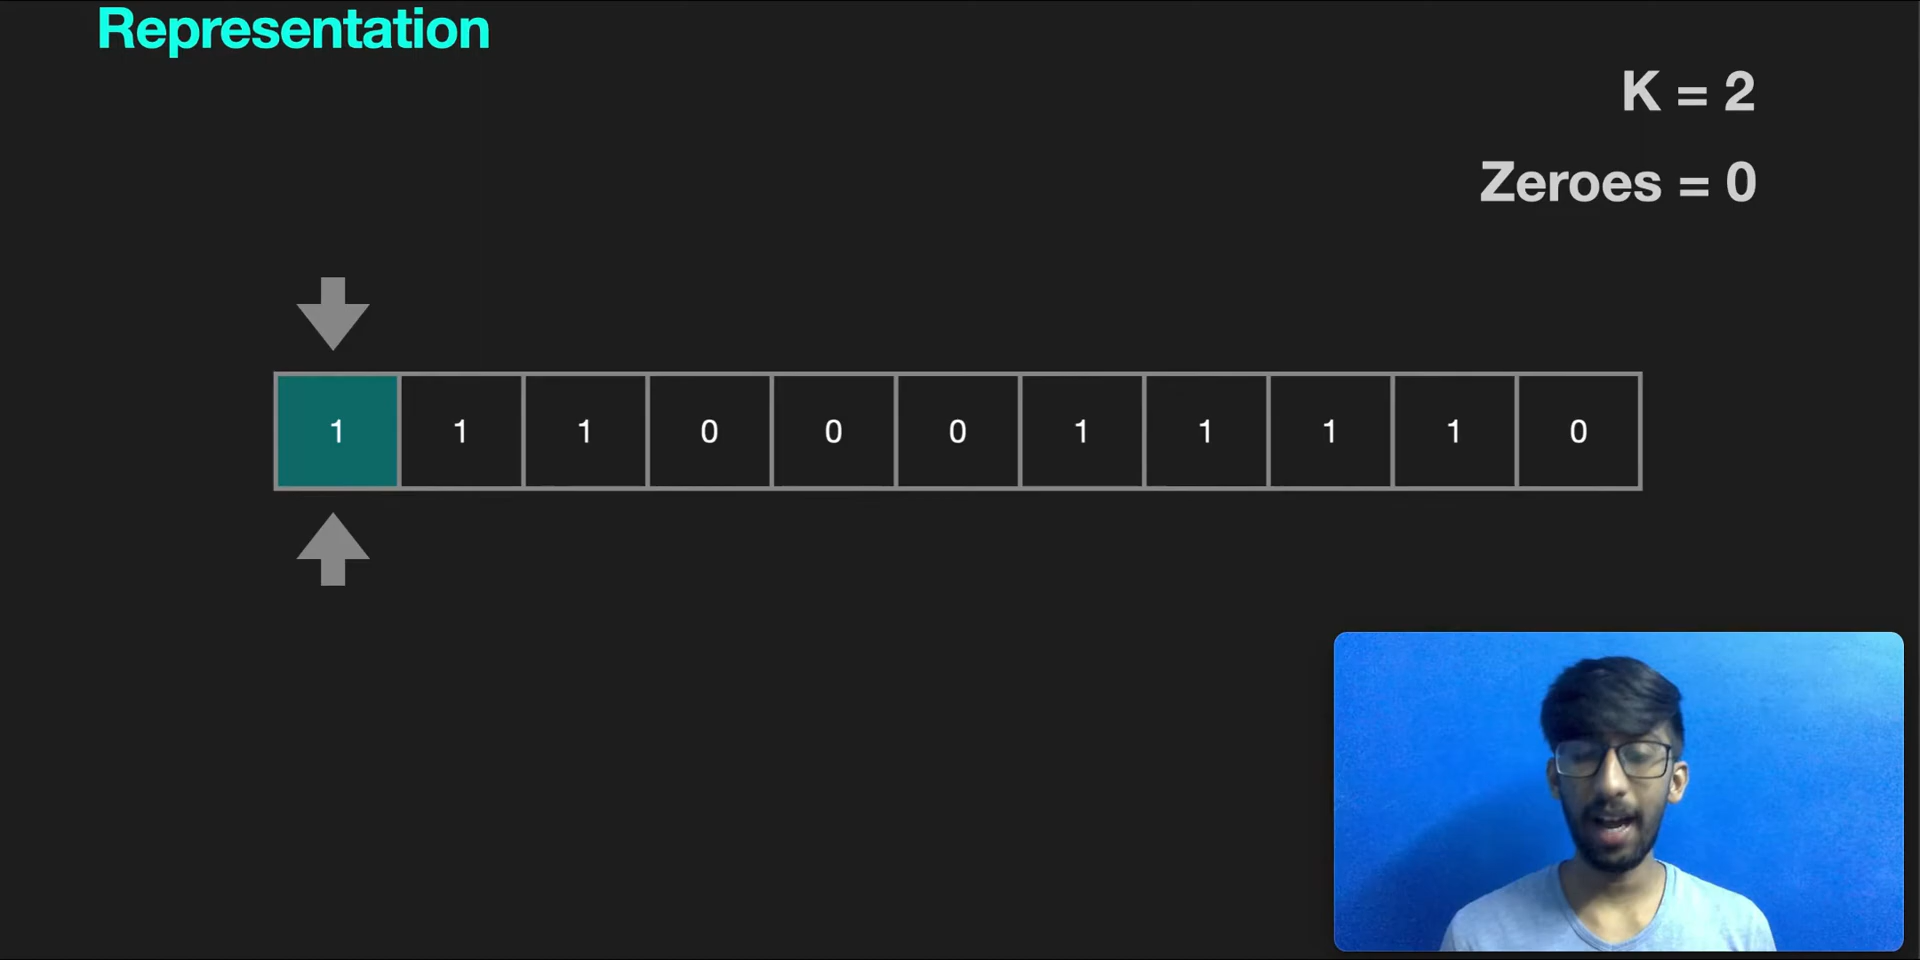 Representation
K = 2
Zeroes = 0
1 1 1 0 0 0 1 1 1 1 0